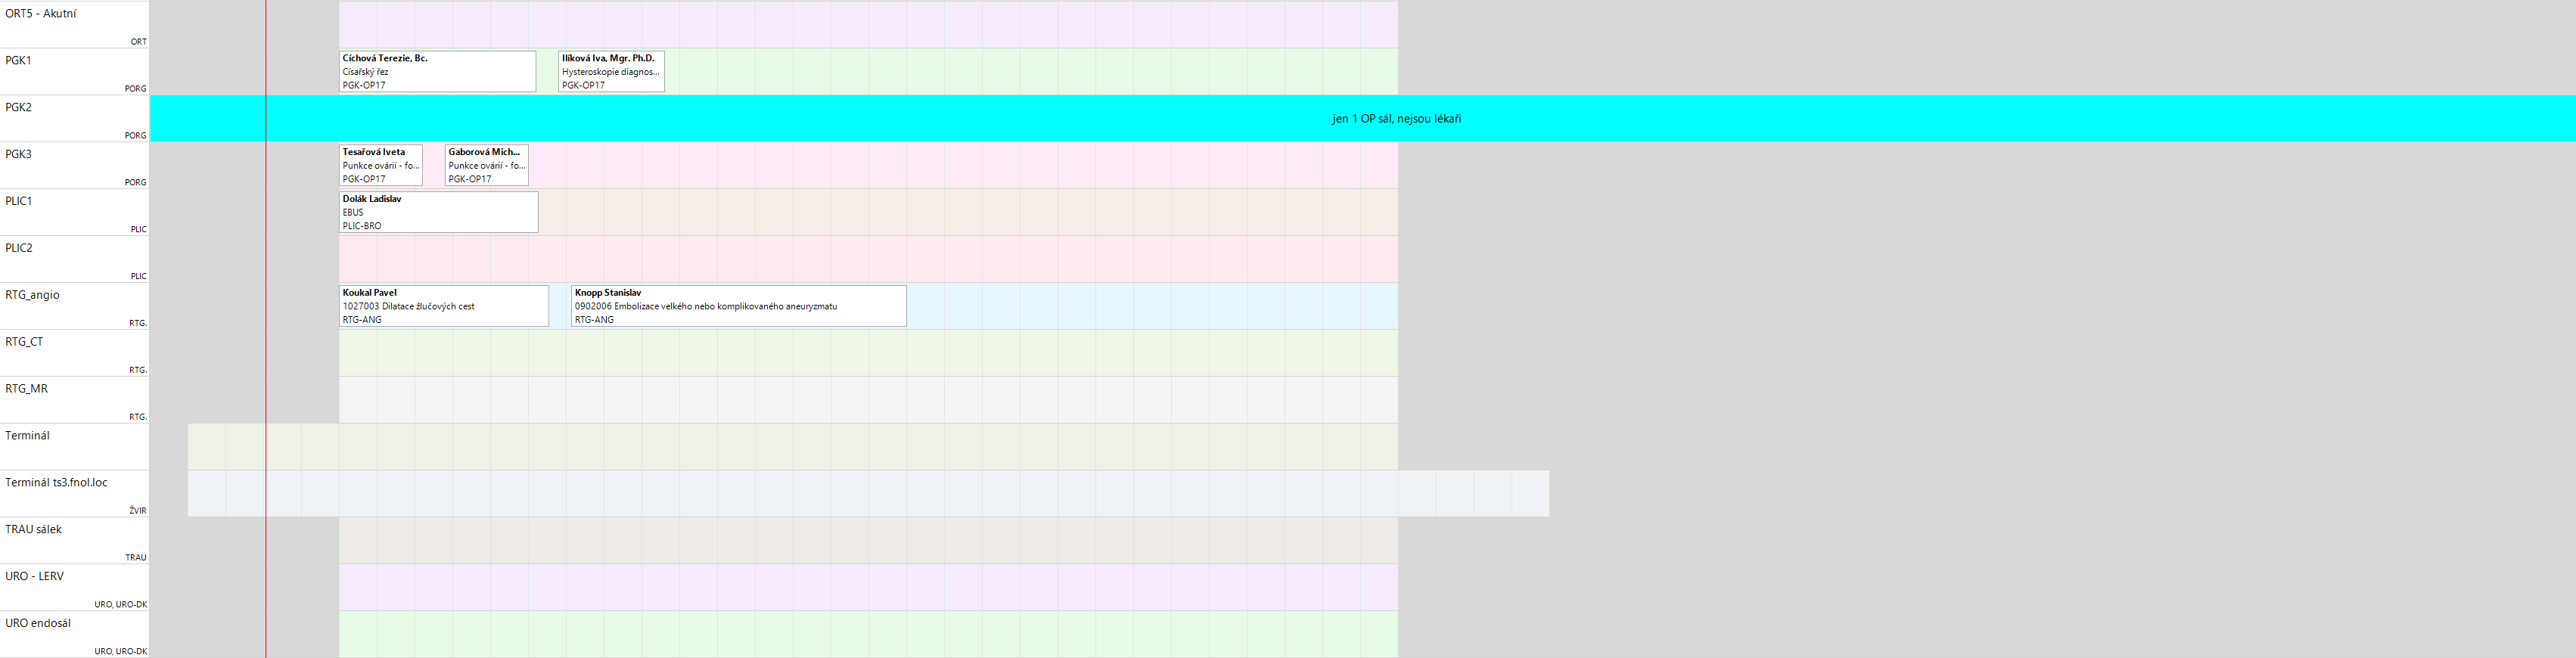 ORT5 - Akutní
ORT
PGK1
PORG
Cíchová Terezie, Bc.
Císařský řez
PGK-OP17
Ilíková Iva, Mgr. Ph.D.
Hysteroskopie diagnos...
PGK-OP17
PGK2
PORG
jen 1 OP sál, nejsou lékaři
PGK3
PORG
Tesařová Iveta
Punkce ovárií - fo...
PGK-OP17
Gaborová Mich...
Punkce ovárií - fo...
PGK-OP17
PLIC1
PLIC
Dolák Ladislav
EBUS
PLIC-BRO
PLIC2
PLIC
RTG_angio
RTG.
Koukal Pavel
1027003 Dilatace žlučových cest
RTG-ANG
Knopp Stanislav
0902006 Embolizace velkého nebo komplikovaného aneuryzmatu
RTG-ANG
RTG_CT
RTG.
RTG_MR
RTG.
Terminál
Terminál ts3.fnol.loc
ŽVIR
TRAU sálek
TRAU
URO - LERV
URO, URO-DK
URO endosál
URO, URO-DK